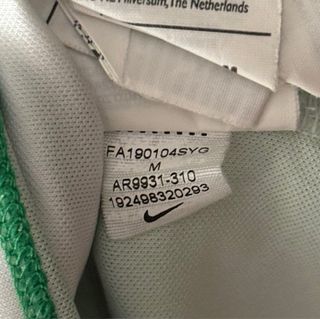 Hilversum, The Netherlands
FA190104SYG
M
AR9931-310
192498320293